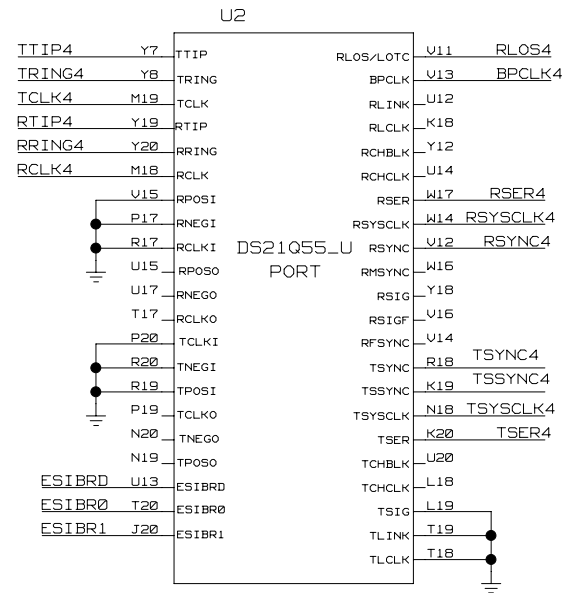 U2
TTIP4 Y7 TTIP RLOS/LOTC V11 RLOS4
TRING4 Y8 TRING BPCLK V13 BPCLK4
TCLK4 M19 TCLK RLINK U12
RTIP4 Y19 RTIP RLCLK K18
RRING4 Y20 RRING RCHBLK Y12
RCLK4 M18 RCLK RCHCLK U14
V15 RPOSI RSER W17 RSER4
P17 RNEGI RSYSCLK W14 RSYSCLK4
R17 RCLKI DS21Q55_U RSYNC V12 RSYNC4
U15 RPOSO PORT RMSYNC W16
U17 RNEGO RSIG Y18
T17 RCLKO RSIGF V16
P20 TCLKI RFSYNC V14
R20 TNEGI TSYNC R18 TSYNC4
R19 TPOSI TSSYNC K19 TSSYNC4
P19 TCLKO TSYSCLK N18 TSYSCLK4
N20 TNEGO TSER K20 TSER4
N19 TPOSO TCHBLK U20
ESIBRD U13 ESIBRD TCHCLK L18
ESIBR0 T20 ESIBR0 TSIG L19
ESIBR1 J20 ESIBR1 TLINK T19
TLCLK T18